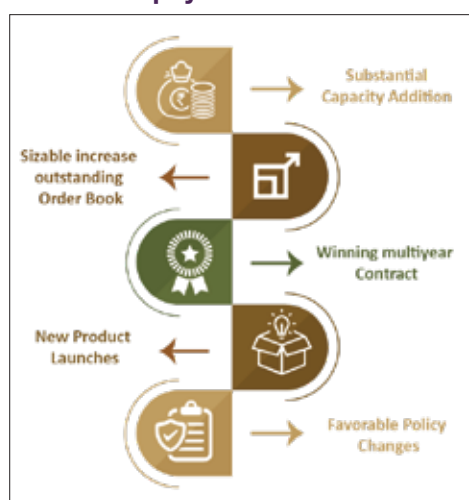 Substantial
Capacity Addition
Sizable increase
outstanding
Order Book
Winning multiyear
Contract
New Product
Launches
Favorable Policy
Changes